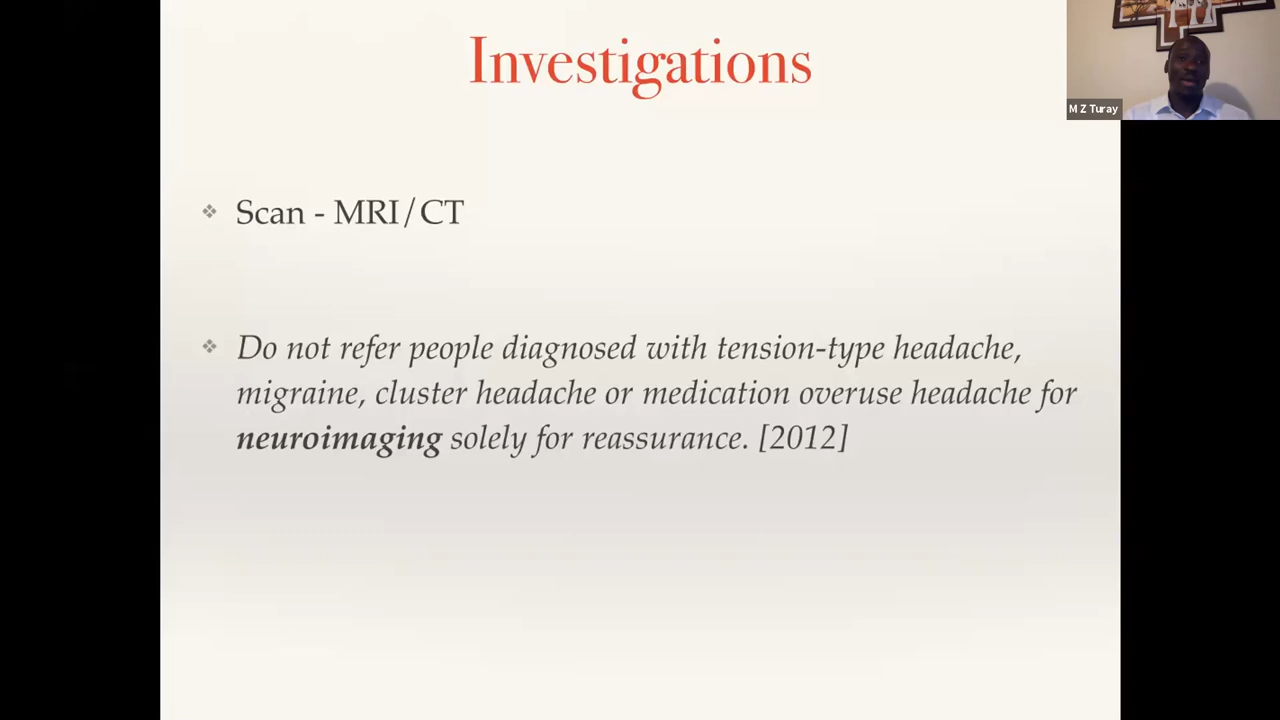 Investigations
M Z Turay
Scan - MRI/CT
Do not refer people diagnosed with tension-type headache,
migraine, cluster headache or medication overuse headache for
neuroimaging solely for reassurance. [2012]